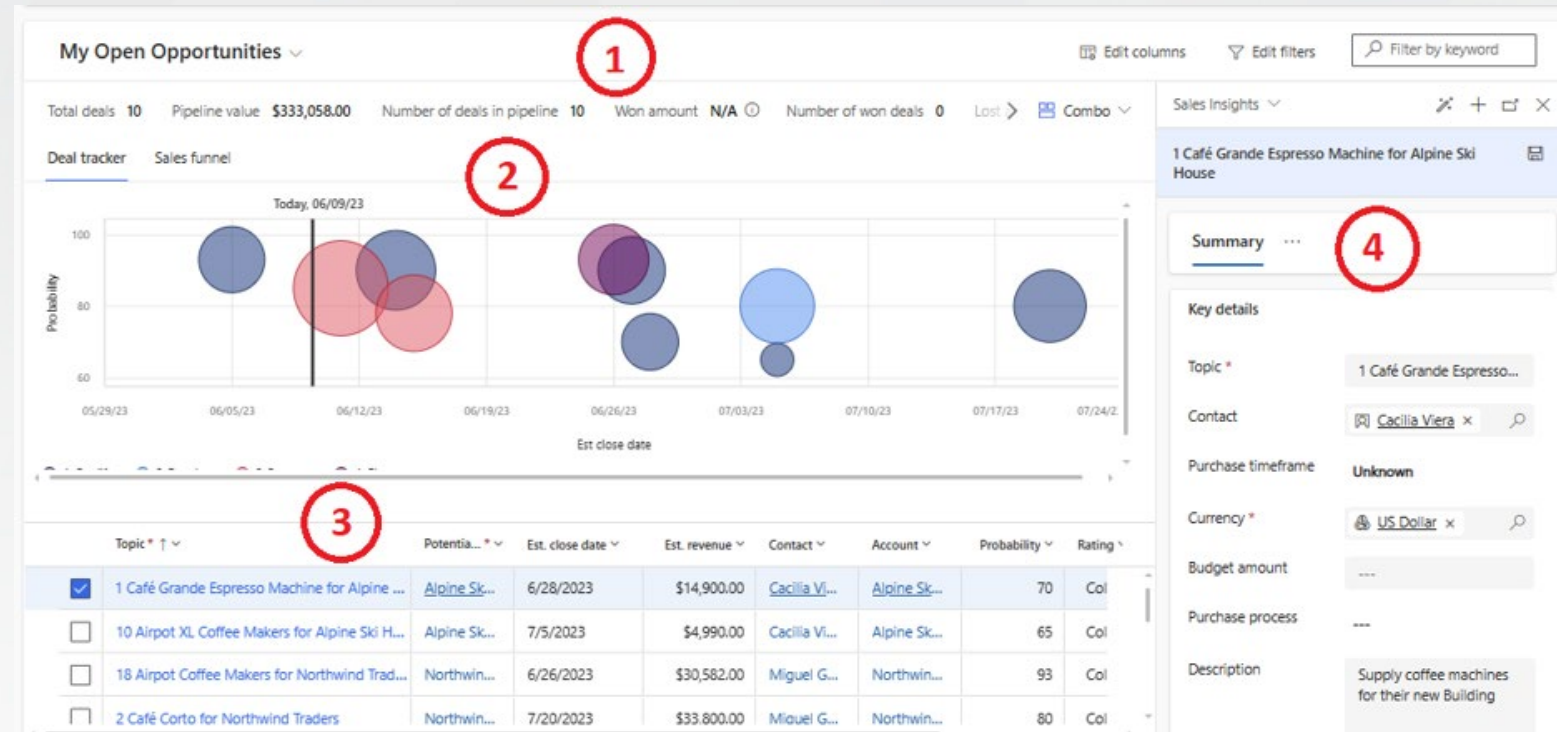 My Open Opportunities
1
Edit columns
Edit filters
Filter by keyword
Total deals 10 Pipeline value $333,058.00 Number of deals in pipeline 10 Won amount N/A Number of won deals 0 Lost
Combo
Deal tracker Sales funnel
2
Today, 06/09/23
100
80
60
Probability
05/29/23 06/05/23 06/12/23 06/19/23 06/26/23 07/03/23 07/10/23 07/17/23 07/24/2
Est close date
3
Topic * Potentia... * Est. close date Est. revenue Contact Account Probability Rating
1 Café Grande Espresso Machine for Alpine ... Alpine Sk... 6/28/2023 $14,900.00 Cacilia Vi... Alpine Sk... 70 Col
10 Airpot XL Coffee Makers for Alpine Ski H... Alpine Sk... 7/5/2023 $4,990.00 Cacilia Vi... Alpine Sk... 65 Col
18 Airpot Coffee Makers for Northwind Trad... Northwin... 6/26/2023 $30,582.00 Miguel G... Northwin... 93 Col
2 Café Corto for Northwind Traders Northwin... 7/20/2023 $33,800.00 Miguel G... Northwin... 80 Col
Sales Insights
1 Café Grande Espresso Machine for Alpine Ski
House
Summary ...
4
Key details
Topic * 1 Café Grande Espresso...
Contact Cacilia Viera
Purchase timeframe Unknown
Currency * US Dollar
Budget amount ---
Purchase process ---
Description Supply coffee machines
for their new Building